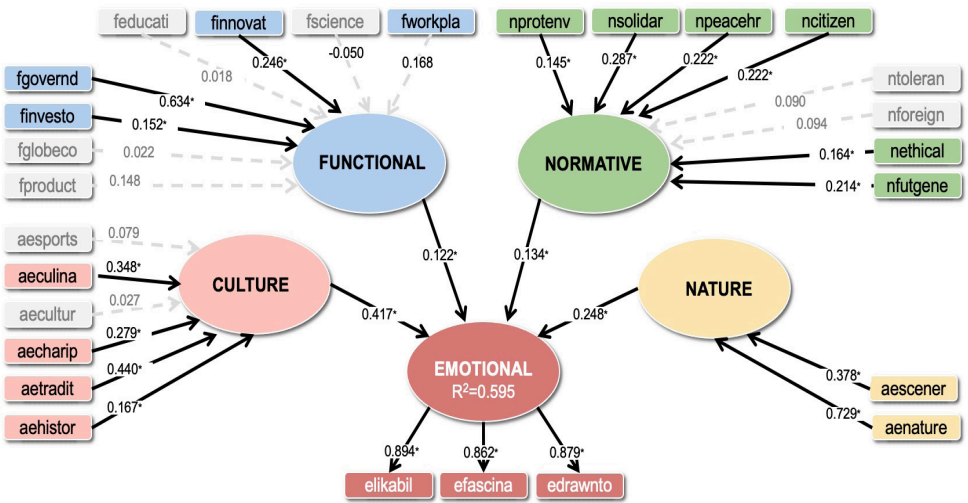 feducati
finnovat
fscience
fworkpla
nprotenv
nsolidar
npeacehr
ncitizen
0.018
0.246*
-0.050
0.168
0.145*
0.287*
0.222*
0.222*
fgovernd
0.634*
finvesto
0.152*
fglobeco
0.022
fproduct
0.148
FUNCTIONAL
NORMATIVE
0.090
ntoleran
0.094
nforeign
0.164*
nethical
0.214*
nfutgene
0.122*
0.134*
aesports
0.079
aeculina
0.348*
aecultur
0.027
aecharip
0.279*
aetradit
0.440*
aehistor
0.167*
CULTURE
NATURE
0.417*
0.248*
EMOTIONAL
R²=0.595
0.378*
aescener
0.729*
aenature
0.894*
0.862*
0.879*
elikabil
efascina
edrawnto